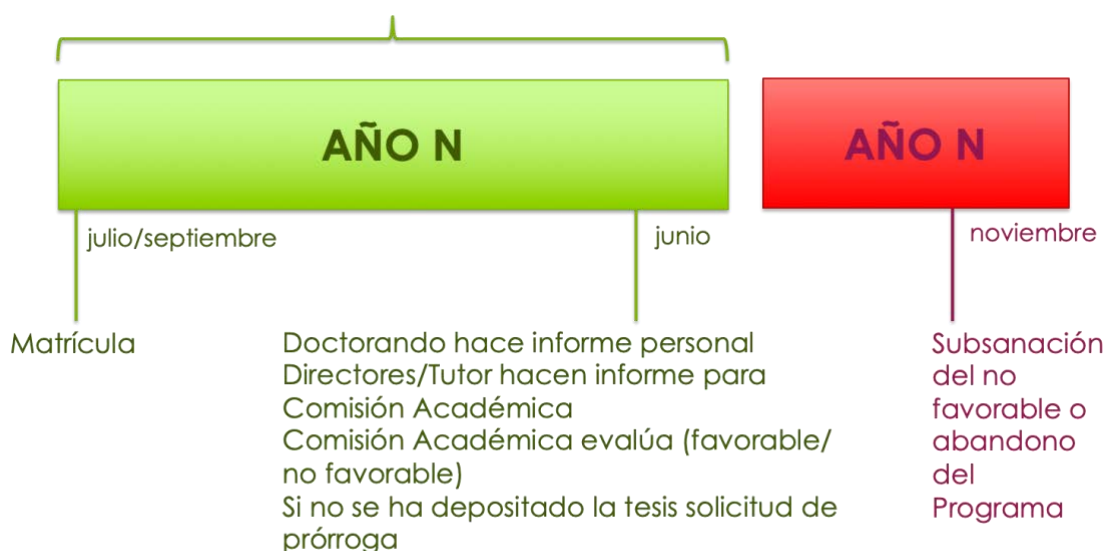 AÑO N
AÑO N
julio/septiembre
junio
noviembre
Matrícula
Doctorando hace informe personal
Directores/Tutor hacen informe para
Comisión Académica
Comisión Académica evalúa (favorable/
no favorable)
Si no se ha depositado la tesis solicitud de
prórroga
Subsanación
del no
favorable o
abandono
del
Programa